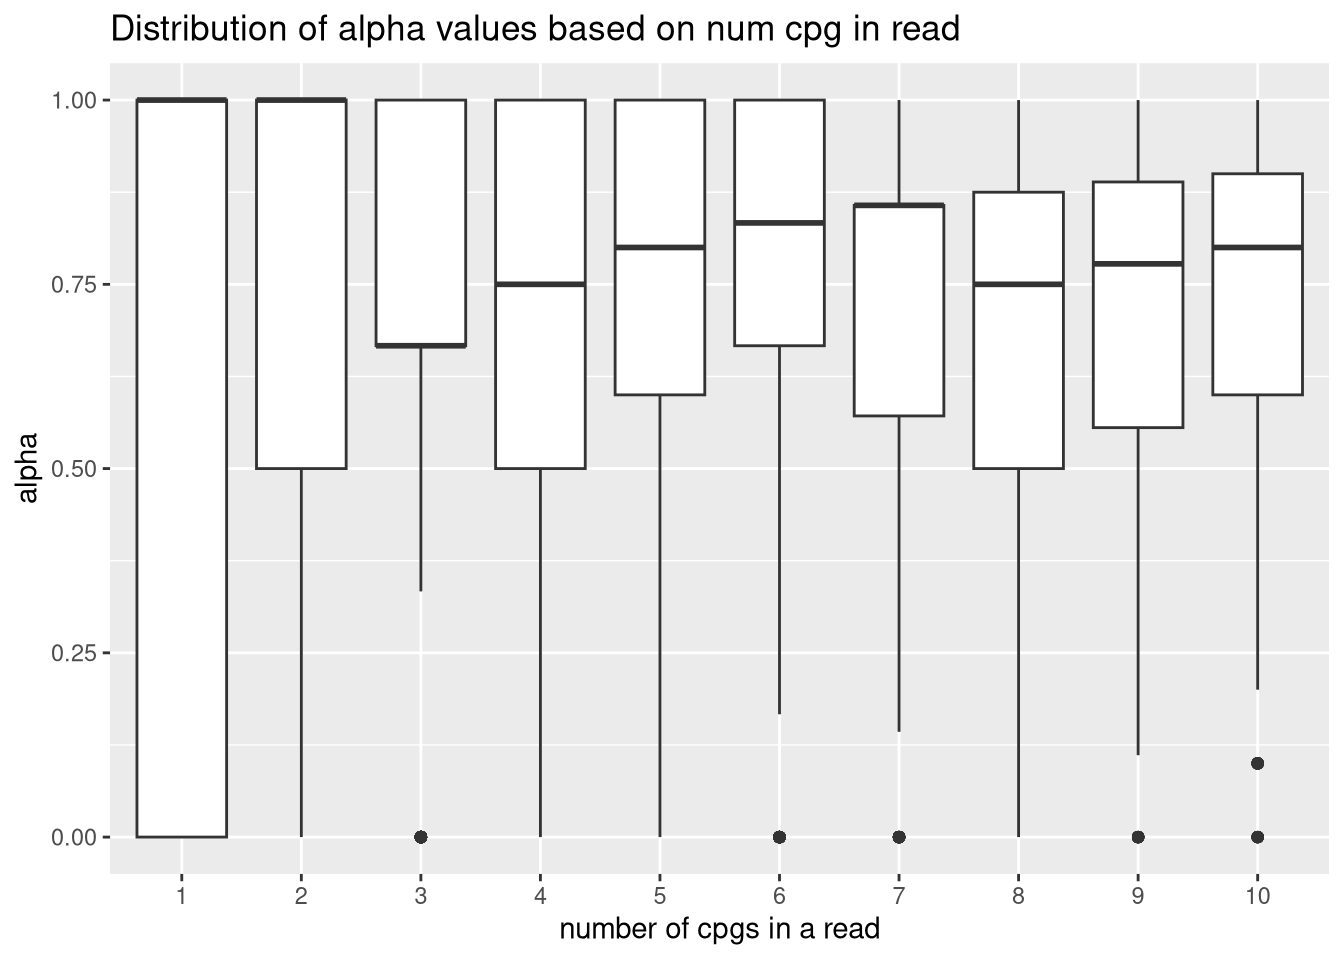 Distribution of alpha values based on num cpg in read
1.00
0.75
0.50
0.25
0.00
alpha
1 2 3 4 5 6 7 8 9 10
number of cpgs in a read